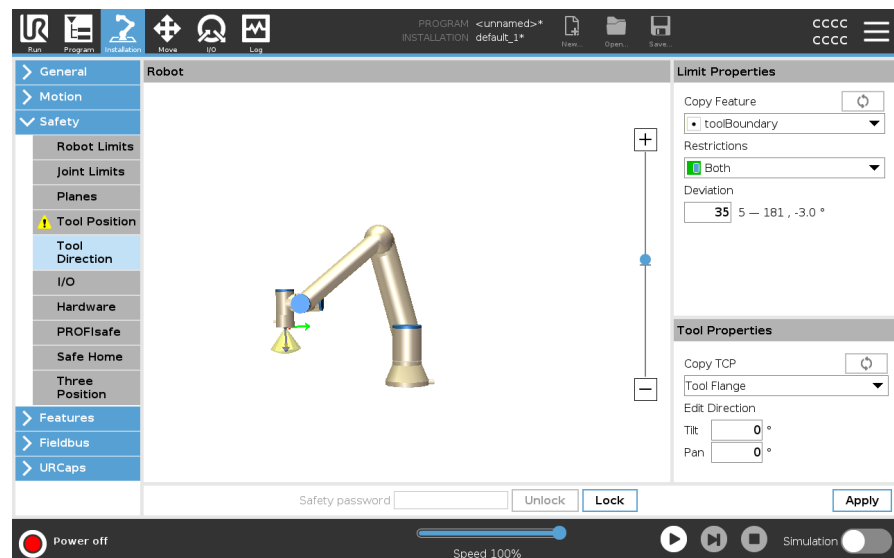 PROGRAM <unnamed>*
INSTALLATION default_1*
CCCC
CCCC
Run Program Installation Move I/O Log New... Open... Save...
General
Motion
Safety
Robot Limits
Joint Limits
Planes
Tool Position
Tool
Direction
I/O
Hardware
PROFIsafe
Safe Home
Three
Position
Features
Fieldbus
URCaps
Robot
Limit Properties
Copy Feature
toolBoundary
Restrictions
Both
Deviation
35 5 — 181 , -3.0 °
Tool Properties
Copy TCP
Tool Flange
Edit Direction
Tilt 0 °
Pan 0 °
Safety password Unlock Lock Apply
Power off
Speed 100%
Simulation